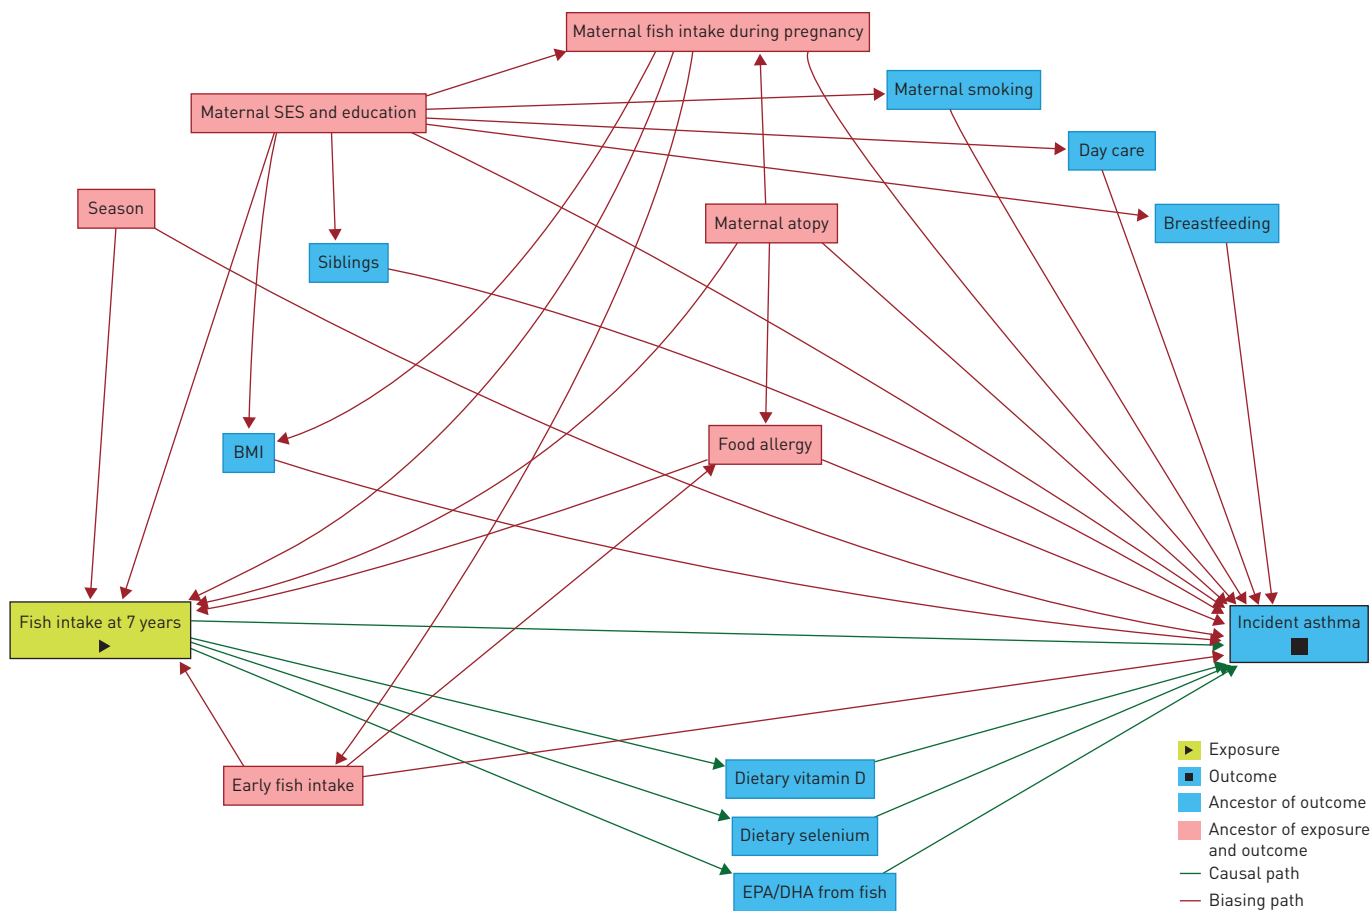 Maternal fish intake during pregnancy
Maternal smoking
Maternal SES and education
Day care
Season
Maternal atopy
Breastfeeding
Siblings
BMI
Food allergy
Fish intake at 7 years
Incident asthma
Early fish intake
Dietary vitamin D
Dietary selenium
EPA/DHA from fish
Exposure
Outcome
Ancestor of outcome
Ancestor of exposure
and outcome
Causal path
Biasing path